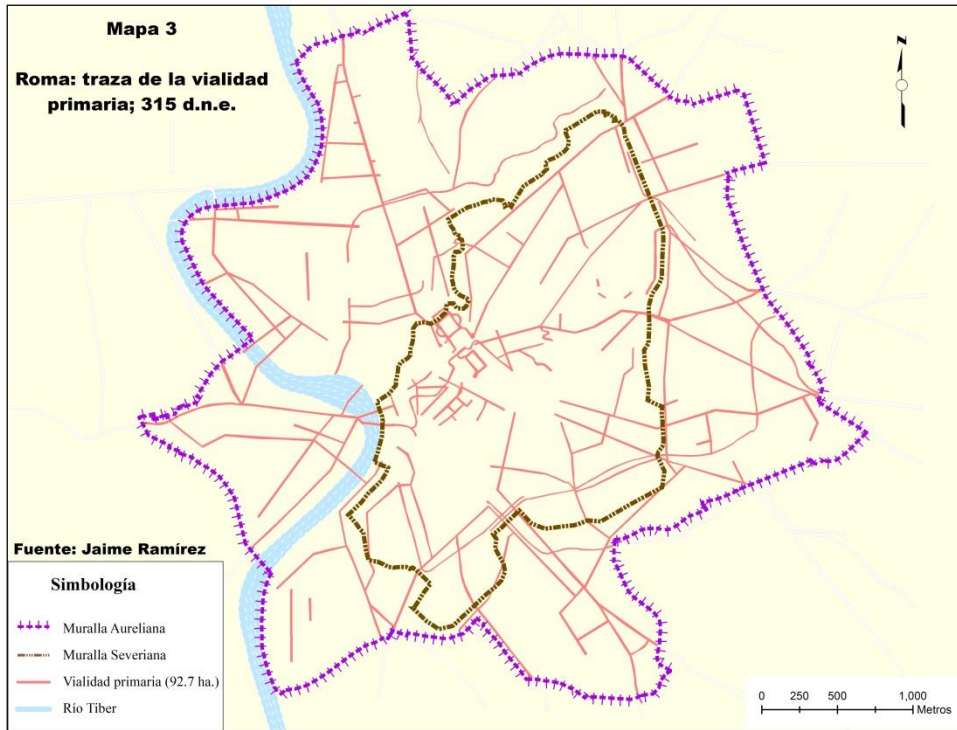 Mapa 3
Roma: traza de la vialidad
primaria; 315 d.n.e.
z
Fuente: Jaime Ramírez
Simbología
Muralla Aureliana
Muralla Severiana
Vialidad primaria (92.7 ha.)
Río Tiber
0 250 500 1,000
Metros